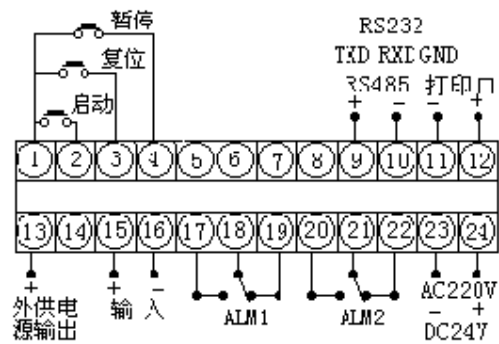 暂停
复位
启动
RS232
TXD RXD GND
RS485 打印口
+ - - +
1 2 3 4 5 6 7 8 9 10 11 12
13 14 15 16 17 18 19 20 21 22 23 24
+ + - AC220V
外供电 输 入 ALM1 ALM2 - +
源输出 DC24V